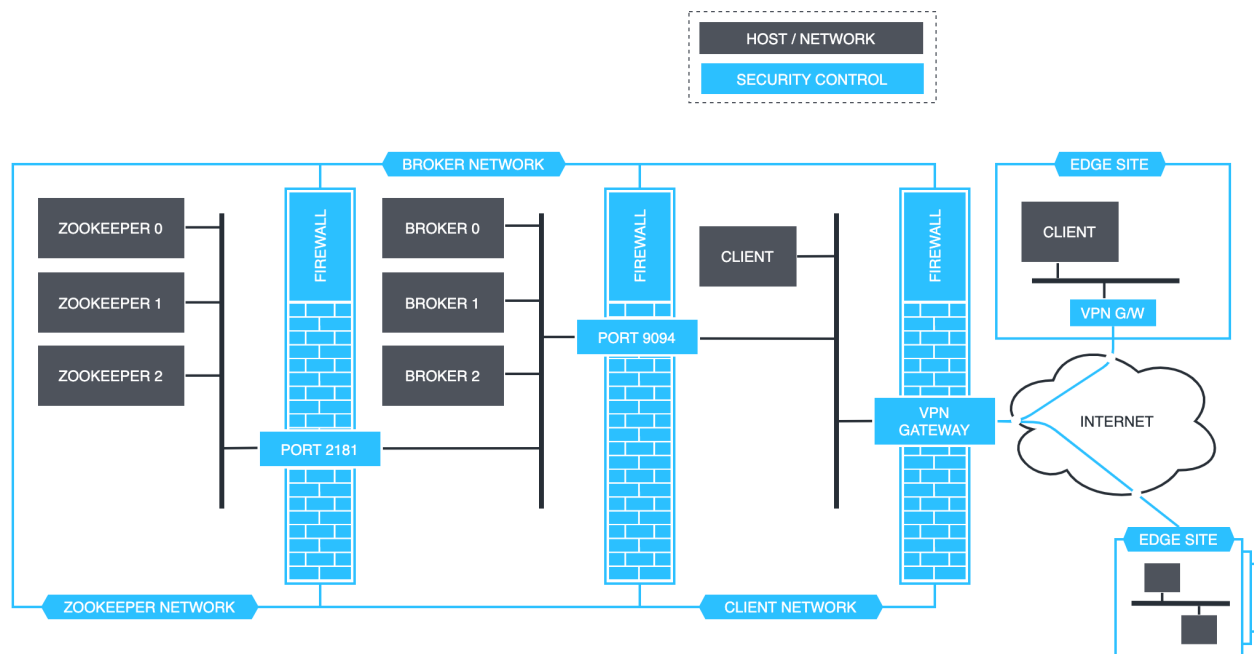 HOST / NETWORK
SECURITY CONTROL
BROKER NETWORK
EDGE SITE
ZOOKEEPER 0
ZOOKEEPER 1
ZOOKEEPER 2
FIREWALL
PORT 2181
BROKER 0
BROKER 1
BROKER 2
FIREWALL
PORT 9094
CLIENT
FIREWALL
VPN
GATEWAY
CLIENT
VPN G/W
INTERNET
EDGE SITE
ZOOKEEPER NETWORK
CLIENT NETWORK